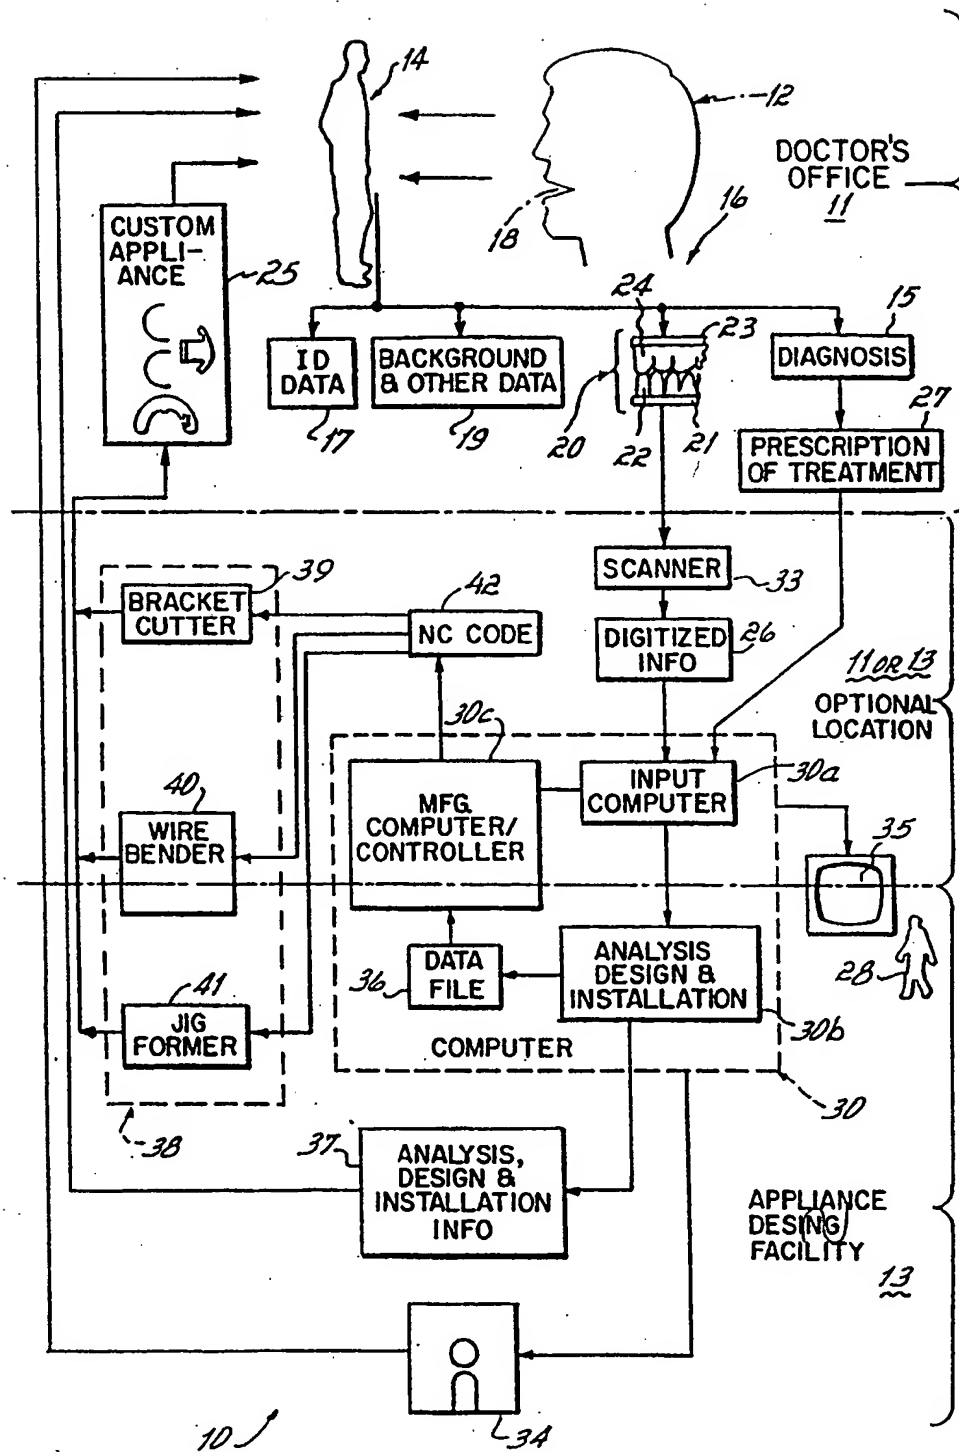 14
12
DOCTOR'S
OFFICE
11
16
18
CUSTOM
APPLI-
ANCE
25
24
23
15
ID
DATA
BACKGROUND
& OTHER DATA
DIAGNOSIS
17
19
20
22
21
27
PRESCRIPTION
OF TREATMENT
SCANNER
33
39
42
BRACKET
CUTTER
NC CODE
DIGITIZED
INFO
26
11 OR 13
OPTIONAL
LOCATION
30c
40
MFG.
COMPUTER/
CONTROLLER
INPUT
COMPUTER
30a
WIRE
BENDER
35
28
36
DATA
FILE
ANALYSIS
DESIGN &
INSTALLATION
30b
41
JIG
FORMER
COMPUTER
30
38
37
ANALYSIS,
DESIGN &
INSTALLATION
INFO
APPLIANCE
DESING
FACILITY
13
34
10